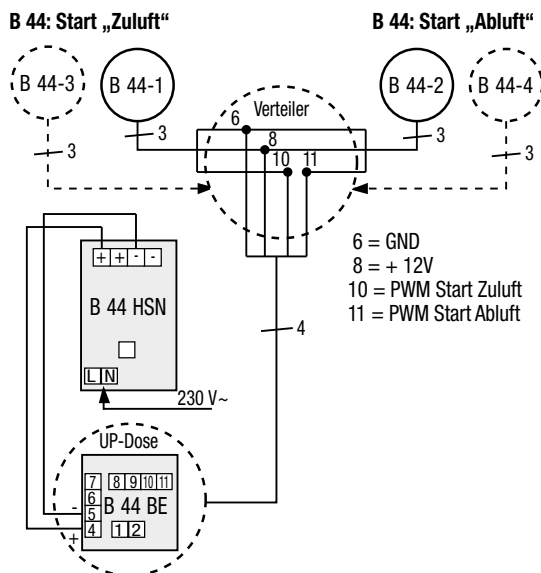 B 44: Start „Zuluft“
B 44: Start „Abluft“
B 44-3
B 44-1
B 44-2
B 44-4
Verteiler
6
8
10
11
3
3
3
3
6 = GND
8 = + 12V
10 = PWM Start Zuluft
11 = PWM Start Abluft
+ + - -
B 44 HSN
L N
4
230 V~
UP-Dose
7
8 9 10 11
6
B 44 BE
- 5
+ 4
1 2